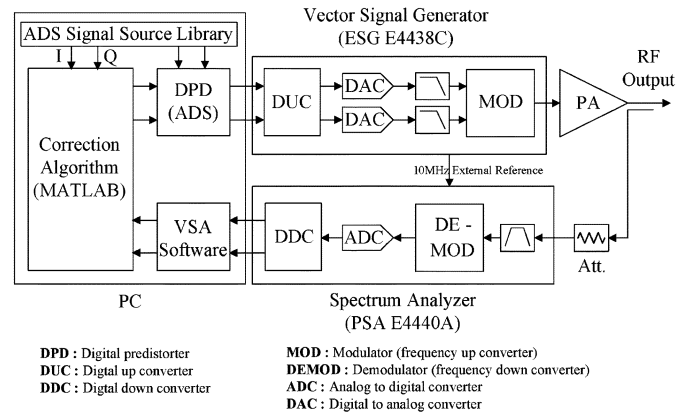 Vector Signal Generator
(ESG E4438C)
ADS Signal Source Library
I Q
RF
Output
DPD
(ADS)
DUC
DAC
DAC
MOD
PA
Correction
Algorithm
(MATLAB)
10MHz External Reference
VSA
Software
DDC
ADC
DE -
MOD
Att.
PC
Spectrum Analyzer
(PSA E4440A)
DPD : Digital predistorter
DUC : Digtal up converter
DDC : Digtal down converter
MOD : Modulator (frequency up converter)
DEMOD : Demodulator (frequency down converter)
ADC : Analog to digital converter
DAC : Digital to analog converter